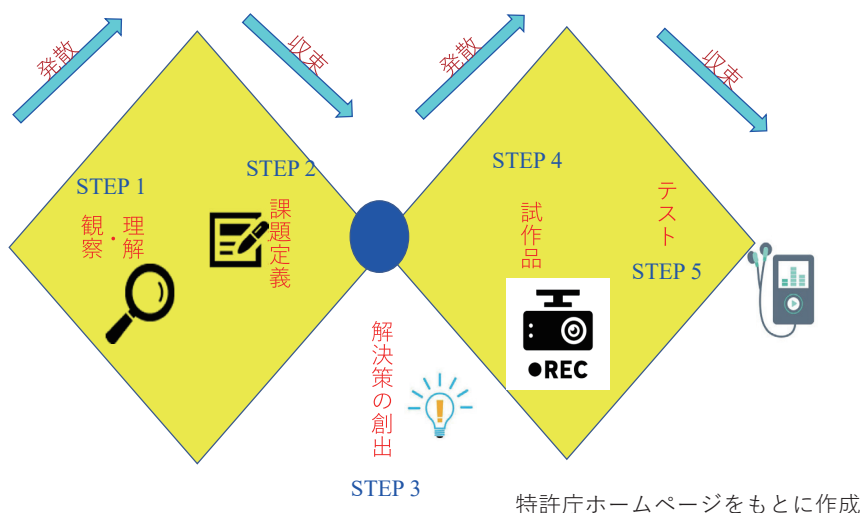 発散
収束
発散
収束
STEP 1
観察・理解
STEP 2
課題定義
解決策の創出
STEP 3
STEP 4
試作品
●REC
テスト
STEP 5
特許庁ホームページをもとに作成